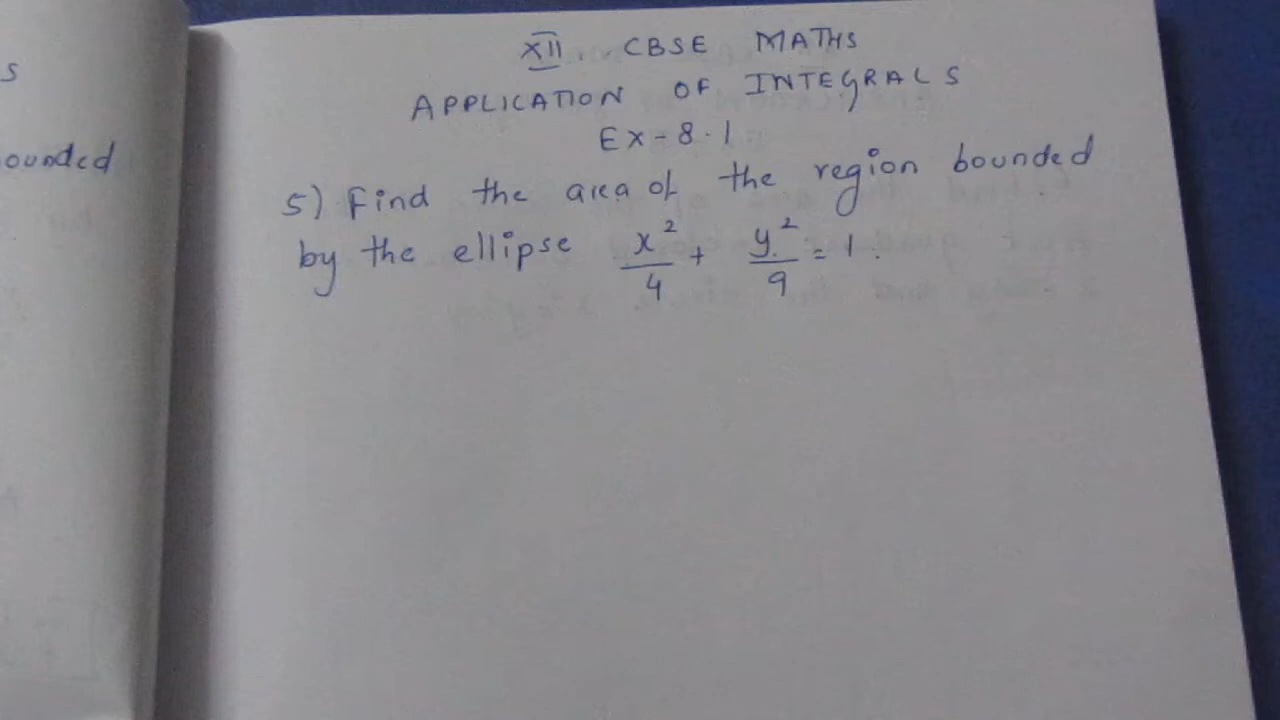 s
ounded
XII. CBSE MATHS
APPLICATION OF INTEGRALS
Ex-8.1
5) Find the area of the region bounded
by the ellipse x²/4 + y²/9 = 1.